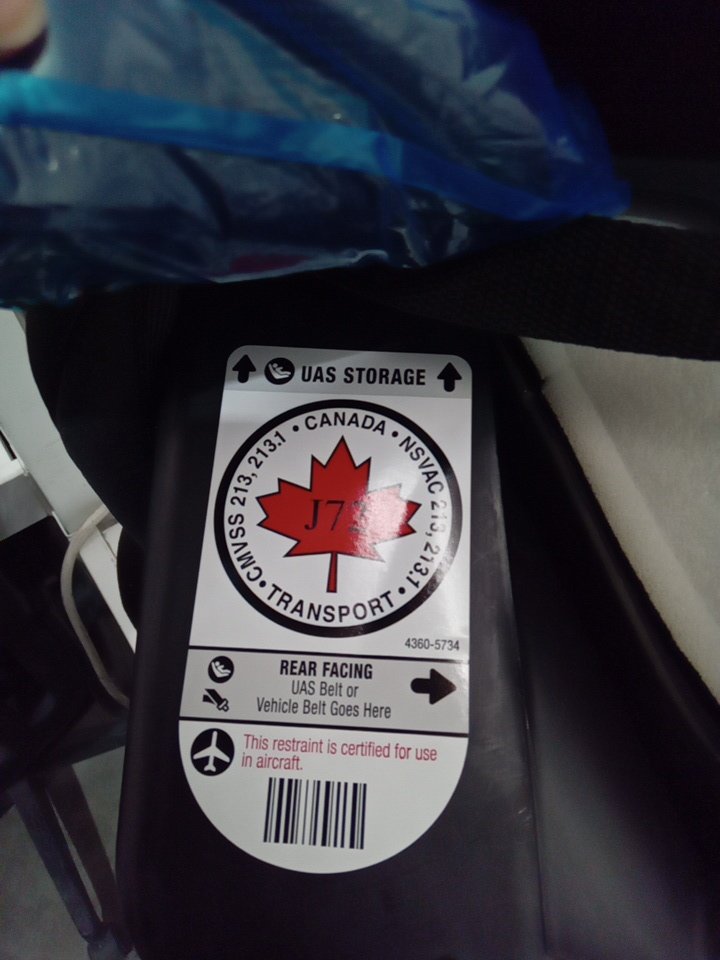 UAS STORAGE
• CANADA •
CMVSS 213, 213.1
NSVAC 213, 213.1
• TRANSPORT •
4360-5734
REAR FACING
UAS Belt or
Vehicle Belt Goes Here
This restraint is certified for use
in aircraft.